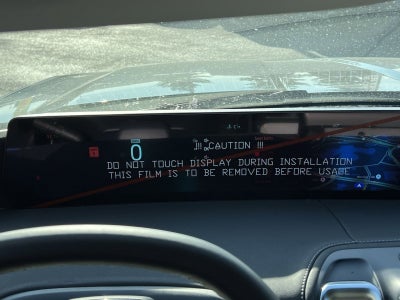 0
!!! CAUTION !!!
DO NOT TOUCH DISPLAY DURING INSTALLATION
THIS FILM IS TO BE REMOVED BEFORE USAGE